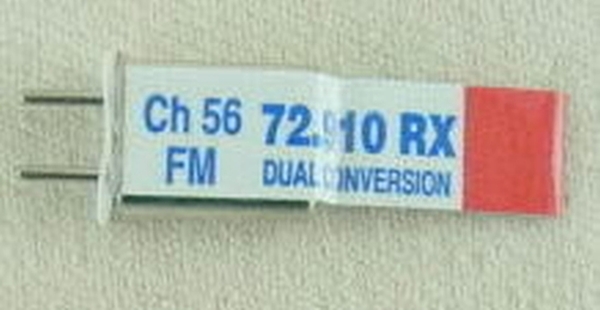 Ch 56 72.910 RX
FM DUAL CONVERSION